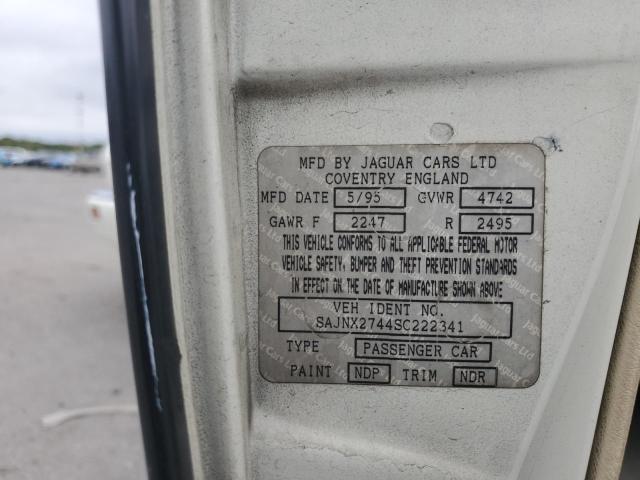 MFD BY JAGUAR CARS LTD
COVENTRY ENGLAND
MFD DATE 5/95 GVWR 4742
GAWR F 2247 R 2495
THIS VEHICLE CONFORMS TO ALL APPLICABLE FEDERAL MOTOR
VEHICLE SAFETY, BUMPER AND THEFT PREVENTION STANDARDS
IN EFFECT ON THE DATE OF MANUFACTURE SHOWN ABOVE
VEH IDENT NO.
SAJNX2744SC222341
TYPE PASSENGER CAR
PAINT NDP TRIM NDR